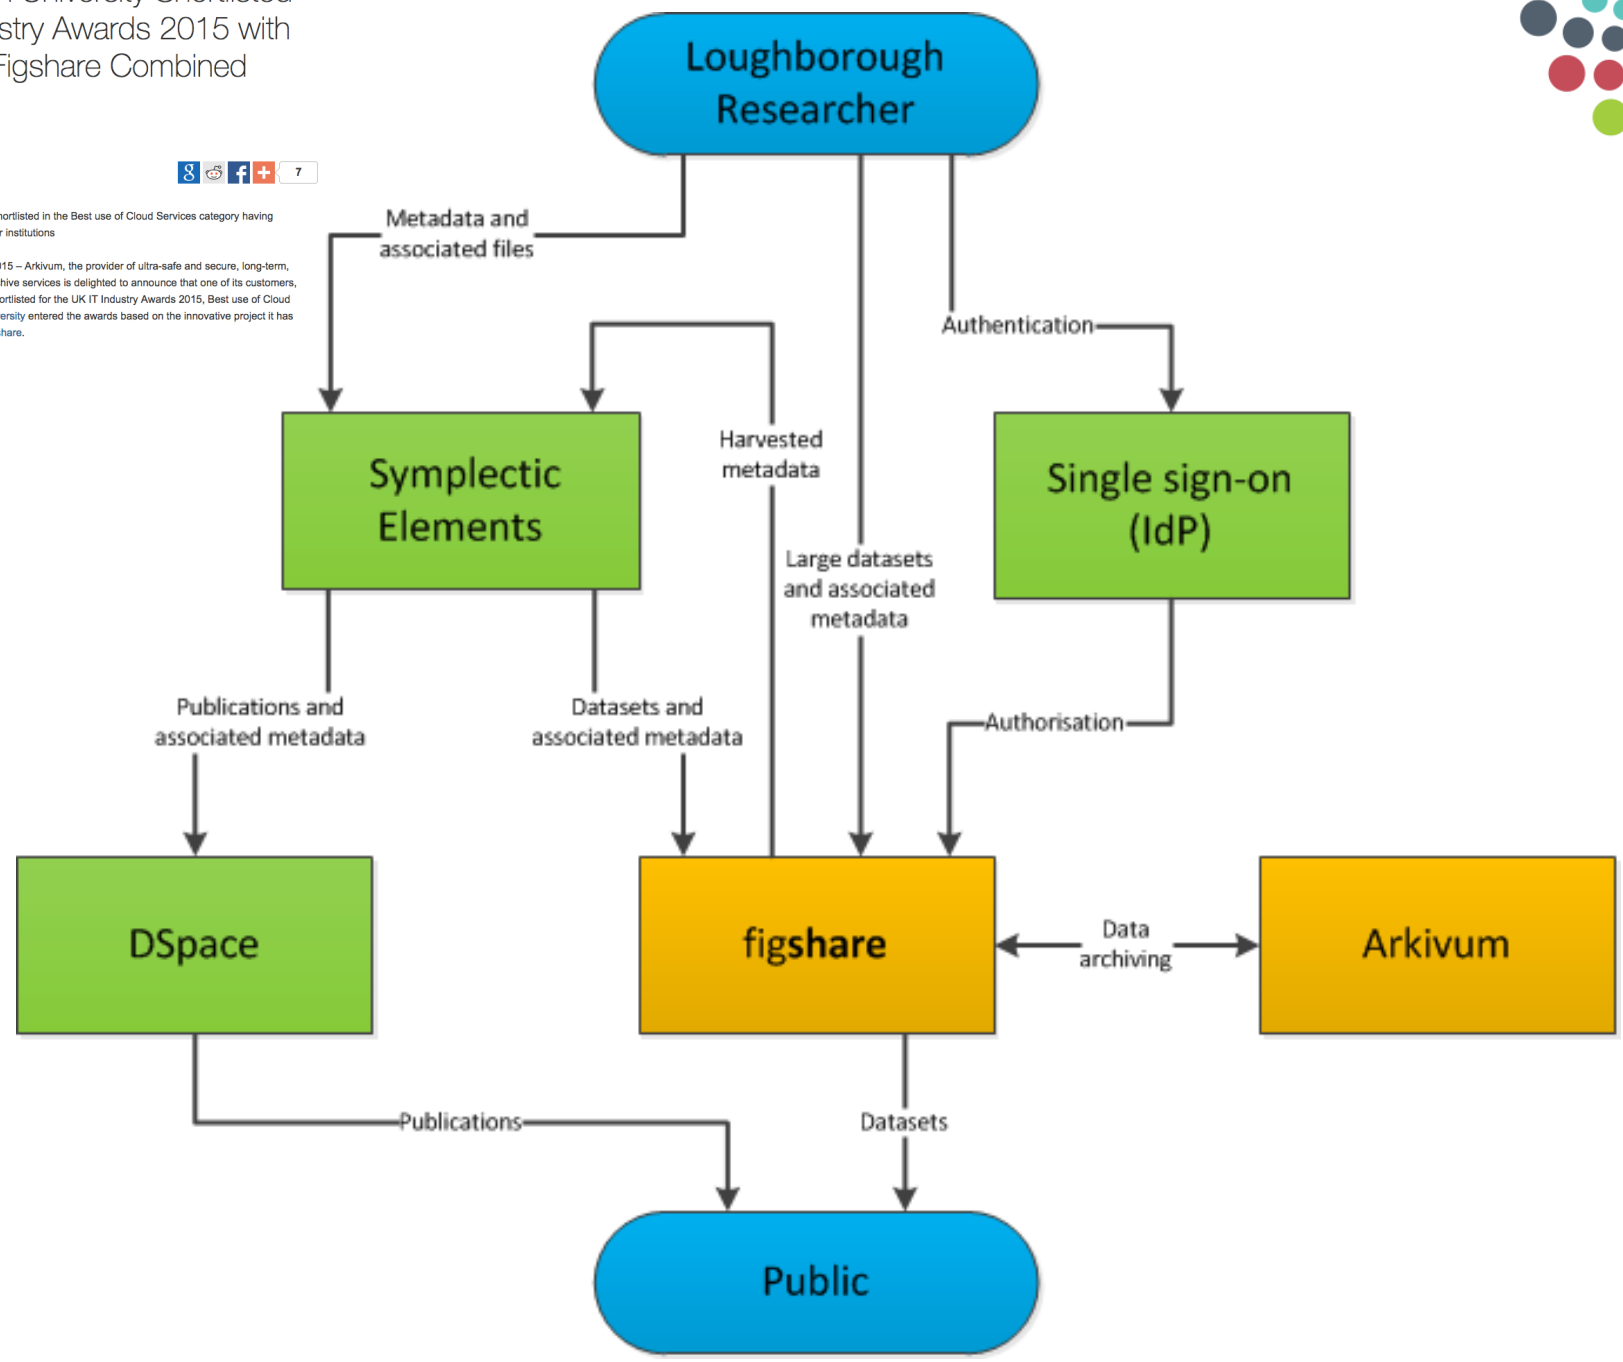 University Shortlisted
stry Awards 2015 with
Figshare Combined
7
hortlisted in the Best use of Cloud Services category having
r institutions
015 – Arkivum, the provider of ultra-safe and secure, long-term,
hive services is delighted to announce that one of its customers,
ortlisted for the UK IT Industry Awards 2015, Best use of Cloud
ersity entered the awards based on the innovative project it has
share.
Loughborough
Researcher
Metadata and
associated files
Authentication
Harvested
metadata
Symplectic
Elements
Single sign-on
(IdP)
Large datasets
and associated
metadata
Publications and
associated metadata
Datasets and
associated metadata
Authorisation
DSpace
figshare
Data
archiving
Arkivum
Publications
Datasets
Public